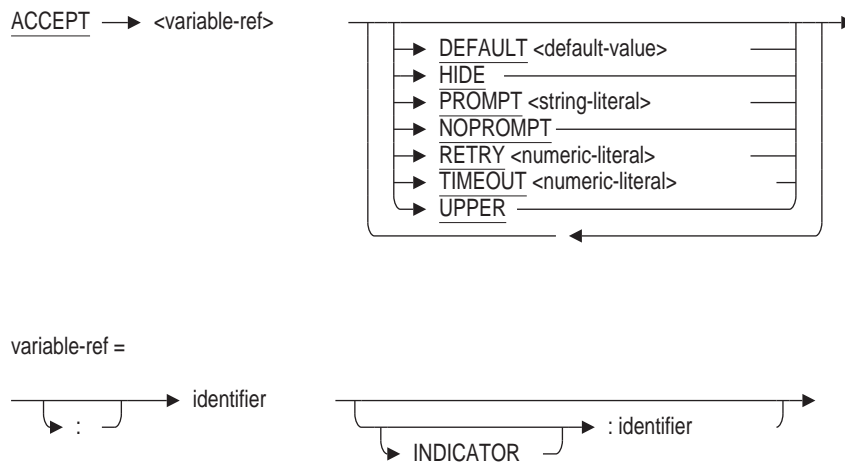 ACCEPT <variable-ref>
DEFAULT <default-value>
HIDE
PROMPT <string-literal>
NOPROMPT
RETRY <numeric-literal>
TIMEOUT <numeric-literal>
UPPER
variable-ref =
: identifier
INDICATOR : identifier